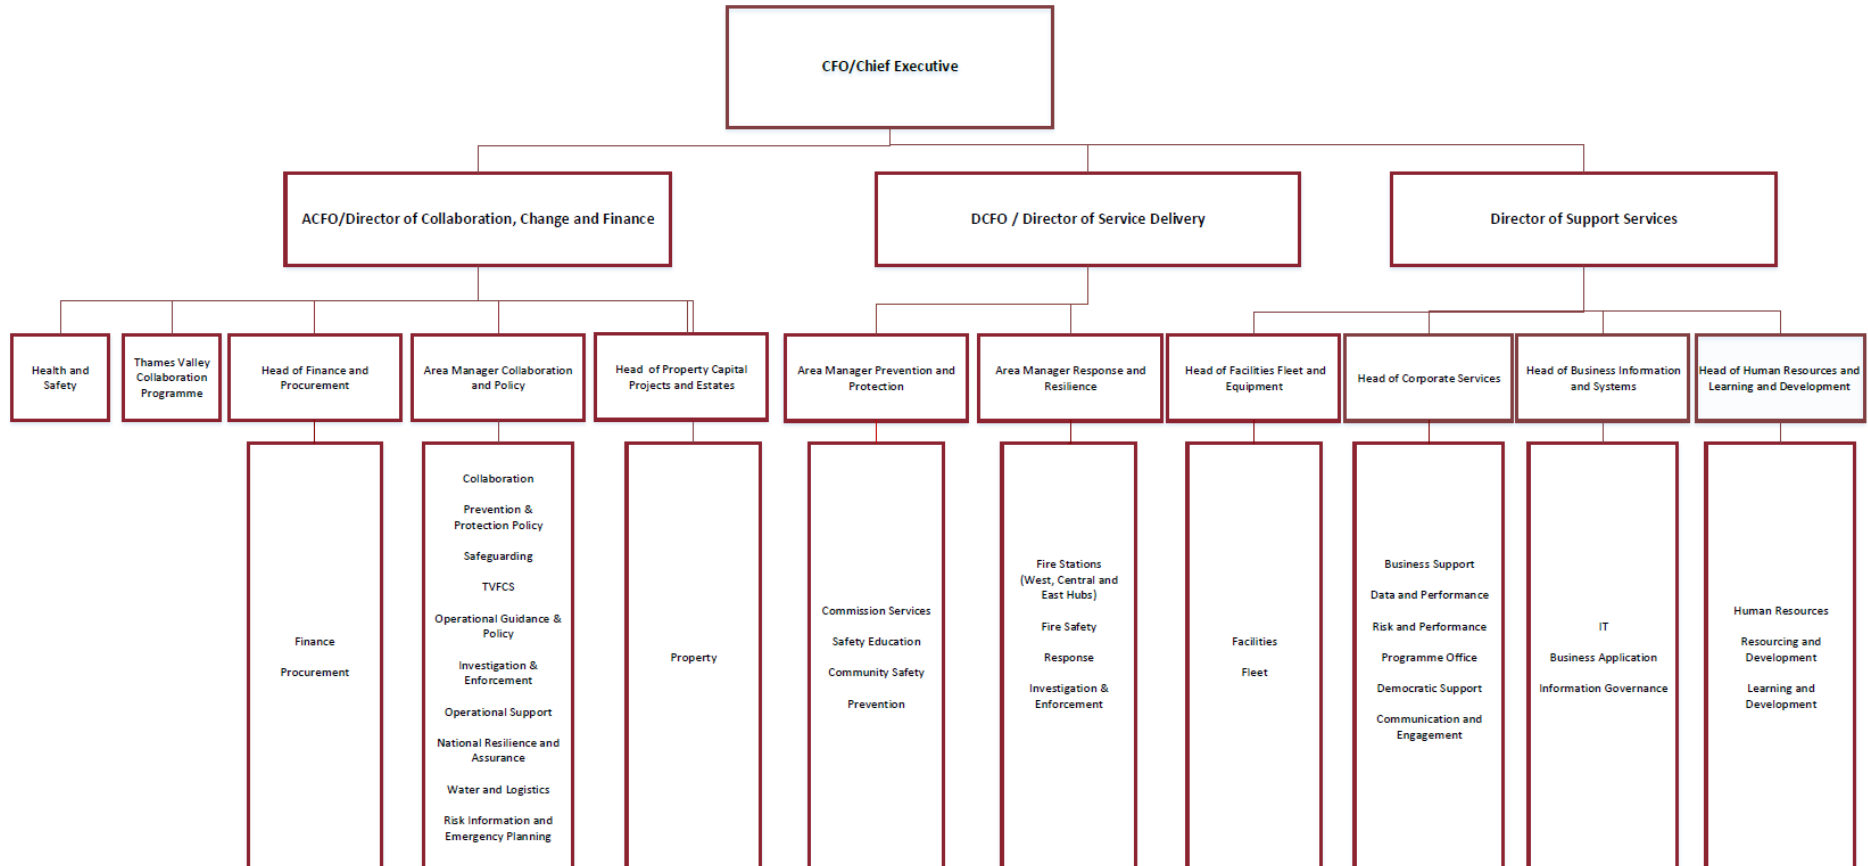 CFO/Chief Executive
ACFO/Director of Collaboration, Change and Finance
DCFO / Director of Service Delivery
Director of Support Services
Health and
Safety
Thames Valley
Collaboration
Programme
Head of Finance and
Procurement
Area Manager Collaboration
and Policy
Head of Property Capital
Projects and Estates
Area Manager Prevention and
Protection
Area Manager Response and
Resilience
Head of Facilities Fleet and
Equipment
Head of Corporate Services
Head of Business Information
and Systems
Head of Human Resources and
Learning and Development
Finance
Procurement
Collaboration
Prevention &
Protection Policy
Safeguarding
TVFCS
Operational Guidance &
Policy
Investigation &
Enforcement
Operational Support
National Resilience and
Assurance
Water and Logistics
Risk Information and
Emergency Planning
Property
Commission Services
Safety Education
Community Safety
Prevention
Fire Stations
(West, Central and
East Hubs)
Fire Safety
Response
Investigation &
Enforcement
Facilities
Fleet
Business Support
Data and Performance
Risk and Performance
Programme Office
Democratic Support
Communication and
Engagement
IT
Business Application
Information Governance
Human Resources
Resourcing and
Development
Learning and
Development